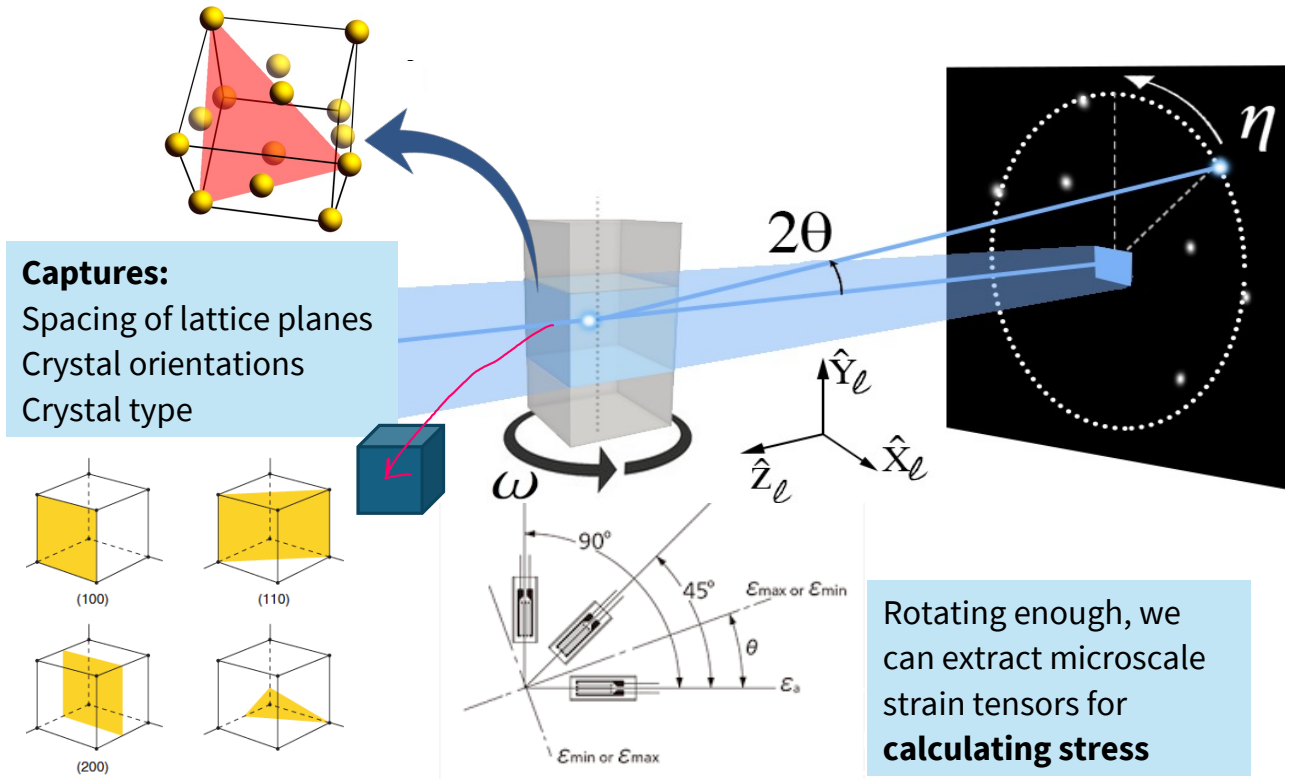 η
2θ
Captures:
Spacing of lattice planes
Crystal orientations
Crystal type
Ŷℓ
Ẑℓ
X̂ℓ
ω
(100)
(110)
(200)
90°
45°
εmax or εmin
θ
εa
εmin or εmax
Rotating enough, we
can extract microscale
strain tensors for
calculating stress